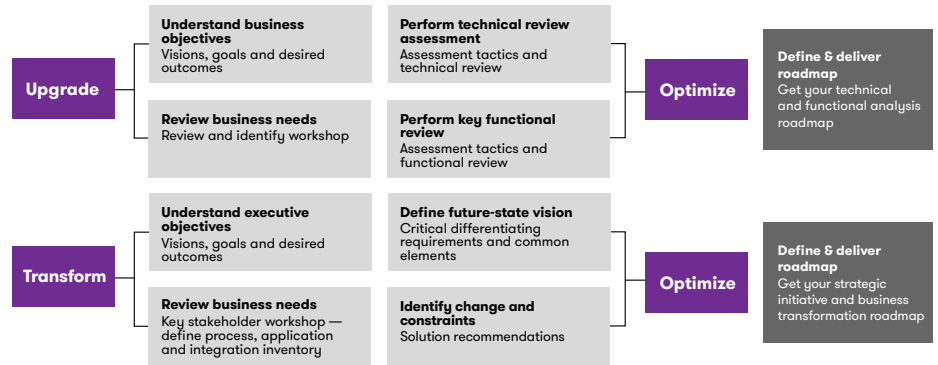 Upgrade
Understand business
objectives
Visions, goals and desired
outcomes
Review business needs
Review and identify workshop
Perform technical review
assessment
Assessment tactics and
technical review
Perform key functional
review
Assessment tactics and
functional review
Optimize
Define & deliver
roadmap
Get your technical
and functional analysis
roadmap
Transform
Understand executive
objectives
Visions, goals and desired
outcomes
Review business needs
Key stakeholder workshop —
define process, application
and integration inventory
Define future-state vision
Critical differentiating
requirements and common
elements
Identify change and
constraints
Solution recommendations
Optimize
Define & deliver
roadmap
Get your strategic
initiative and business
transformation roadmap